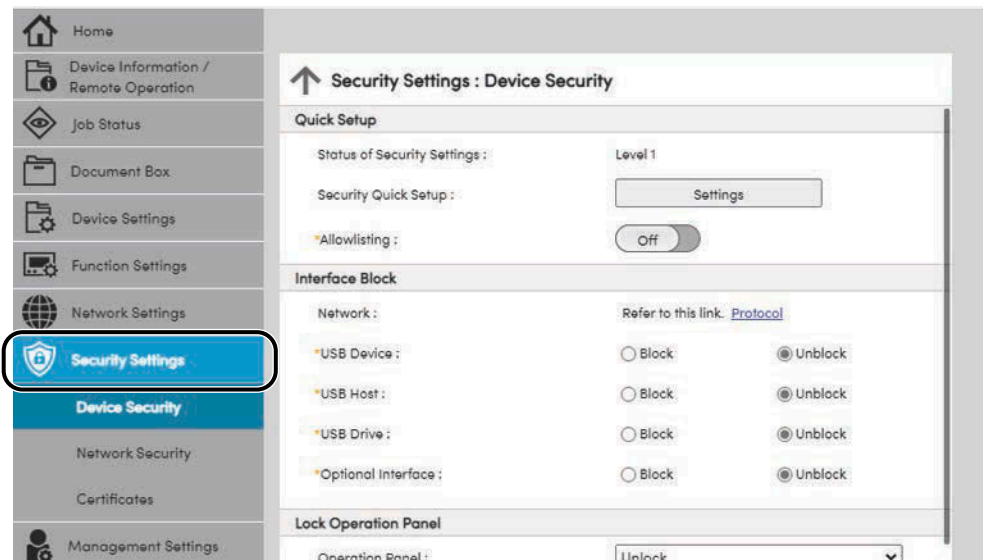 Home
Device Information /
Remote Operation
Job Status
Document Box
Device Settings
Function Settings
Network Settings
Security Settings
Device Security
Network Security
Certificates
Management Settings
Security Settings : Device Security
Quick Setup
Status of Security Settings : Level 1
Security Quick Setup : Settings
*Allowlisting : Off
Interface Block
Network : Refer to this link. Protocol
*USB Device : Block Unblock
*USB Host : Block Unblock
*USB Drive : Block Unblock
*Optional Interface : Block Unblock
Lock Operation Panel
Operation Panel : Unlock